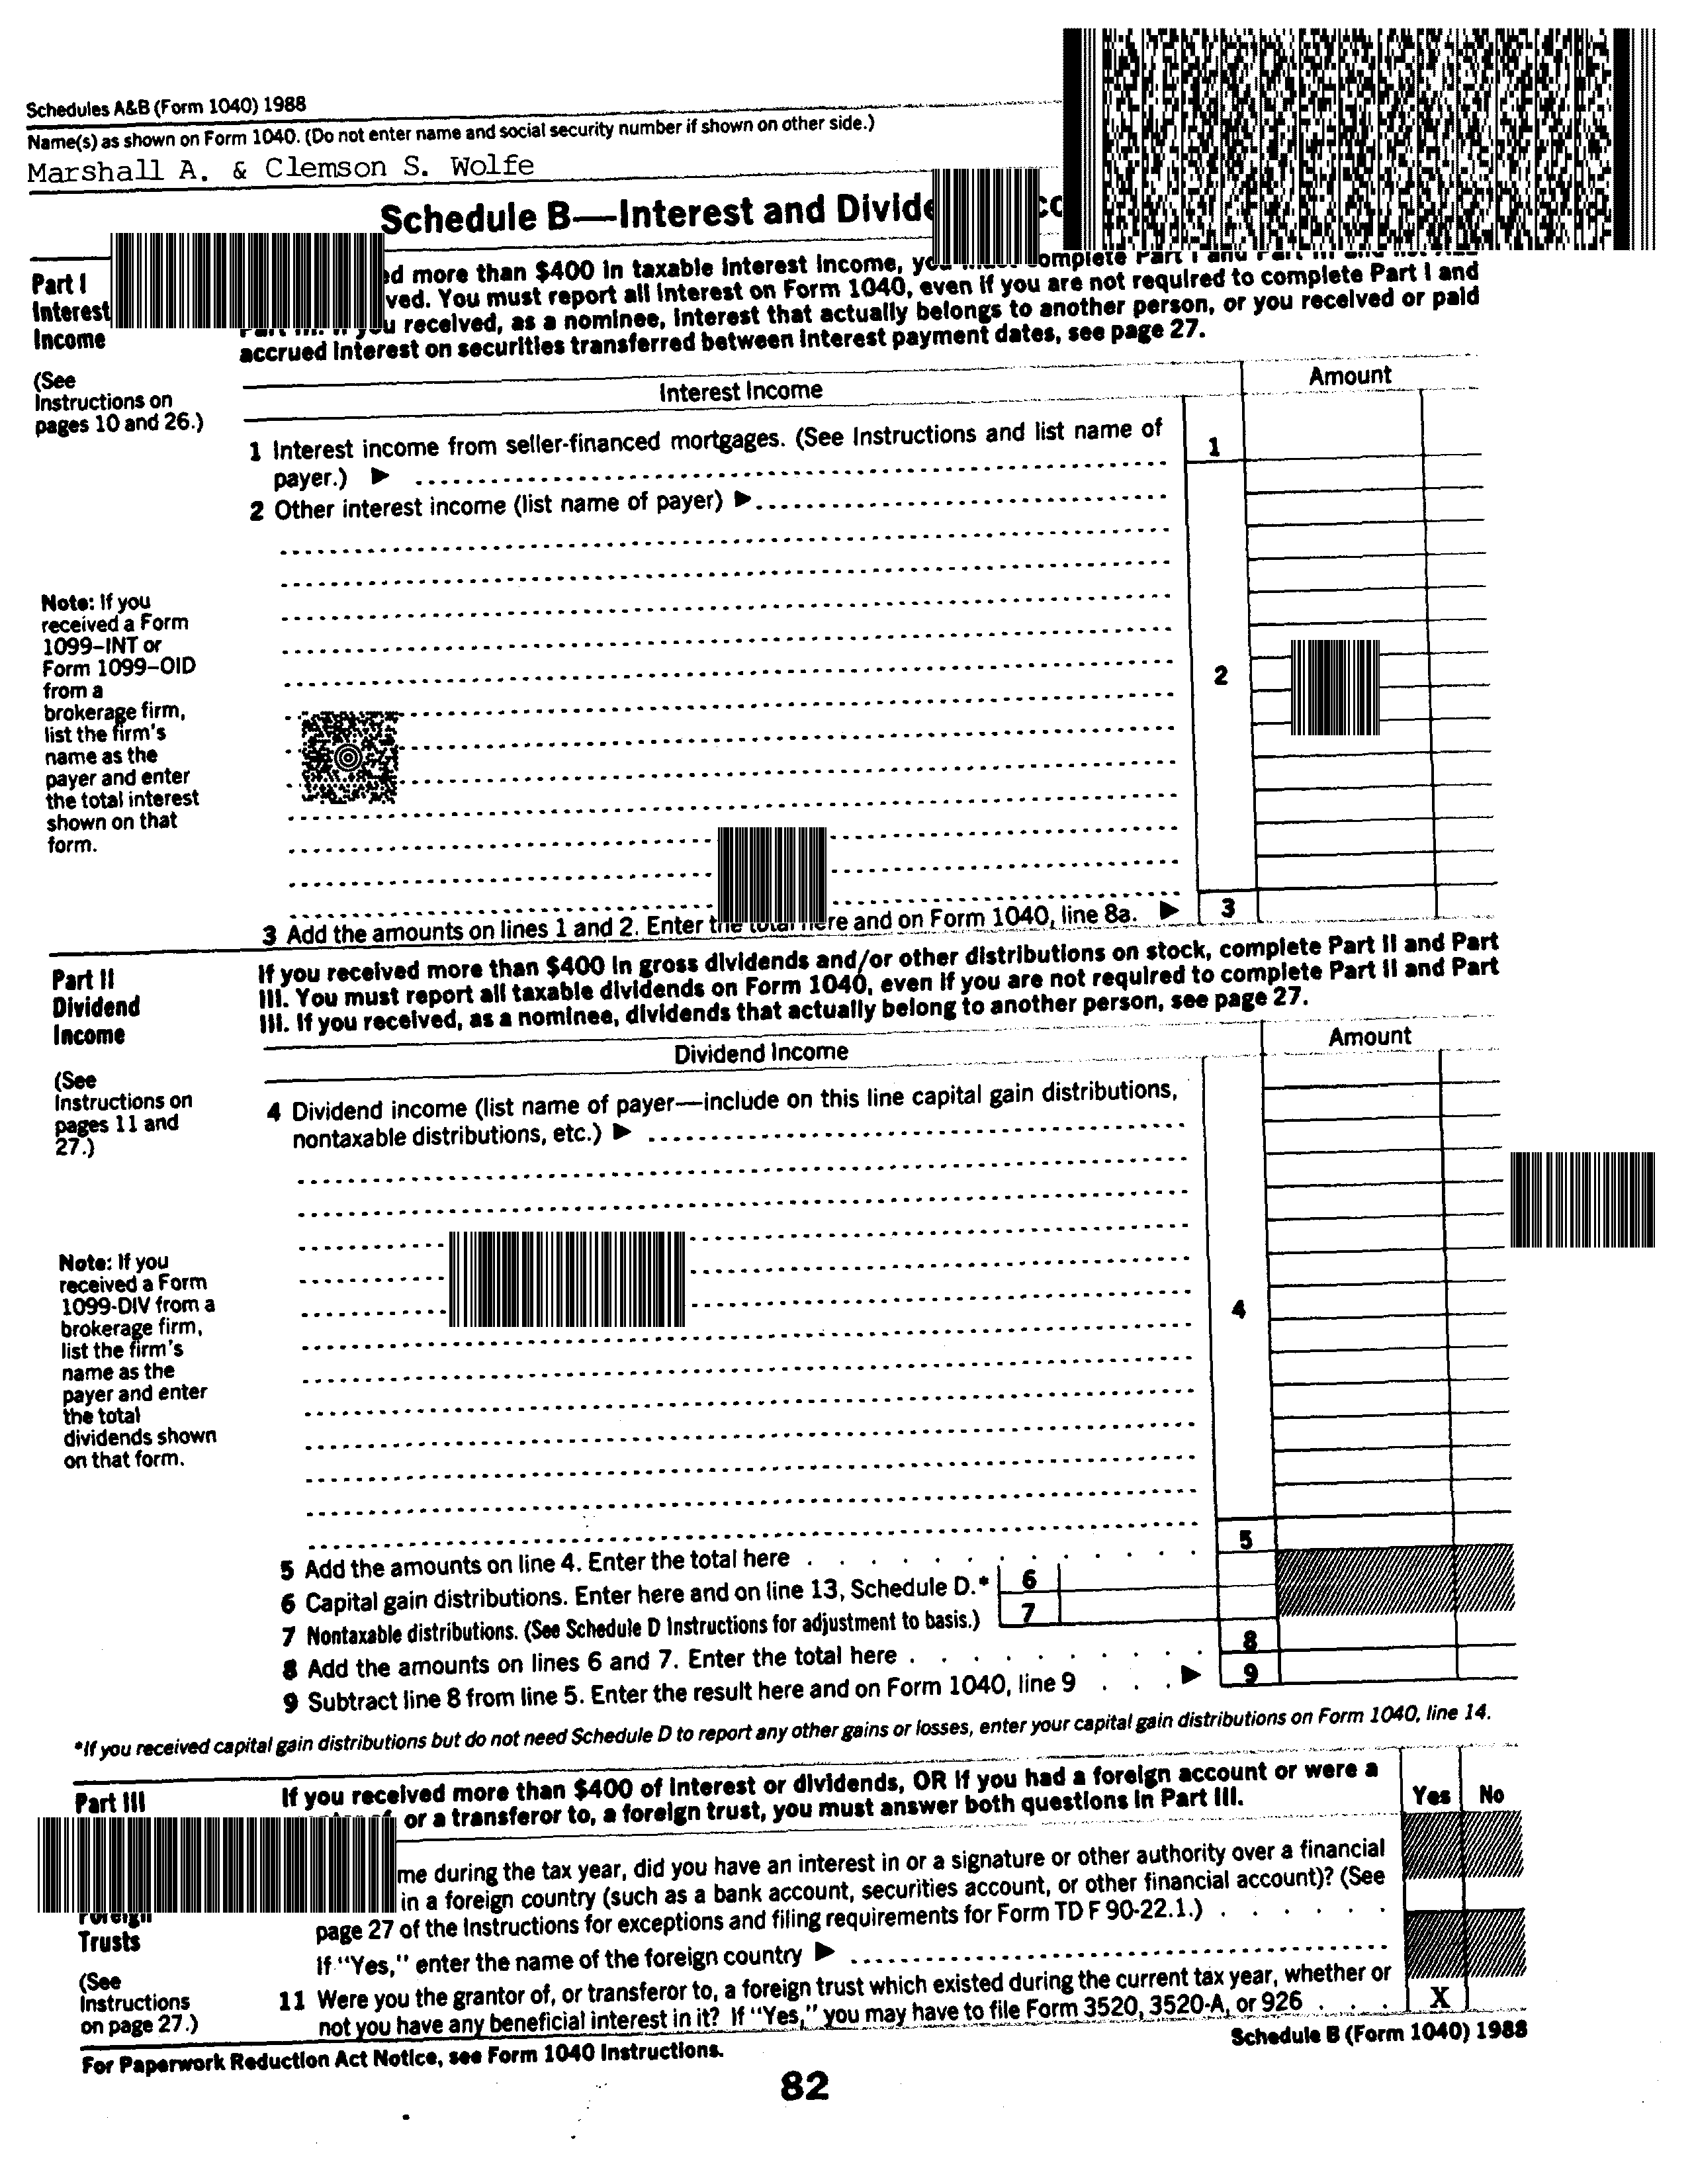 Schedules A&B (Form 1040) 1988
Name(s) as shown on Form 1040. (Do not enter name and social security number if shown on other side.)
Marshall A. & Clemson S. Wolfe
Schedule B—Interest and
Part I
Interest
Income
(See
Instructions on
pages 10 and 26.)
more than $400 in taxable interest income,
You must report all interest on Form 1040, even if you are not required to complete Part I and
received, as a nominee, interest that actually belongs to another person, or you received or paid
accrued interest on securities transferred between interest payment dates, see page 27.
Interest Income
Amount
1 Interest income from seller-financed mortgages. (See Instructions and list name of
payer.) ▶
1
2 Other interest income (list name of payer) ▶
Note: If you
received a Form
1099–INT or
Form 1099–OID
from a
brokerage firm,
list the firm's
name as the
payer and enter
the total interest
shown on that
form.
2
3 Add the amounts on lines 1 and 2. Enter and on Form 1040, line 8a. ▶ 3
Part II
Dividend
Income
(See
Instructions on
pages 11 and
27.)
If you received more than $400 in gross dividends and/or other distributions on stock, complete Part II and Part
III. You must report all taxable dividends on Form 1040, even if you are not required to complete Part II and Part
III. If you received, as a nominee, dividends that actually belong to another person, see page 27.
Dividend Income
Amount
4 Dividend income (list name of payer—include on this line capital gain distributions,
nontaxable distributions, etc.) ▶
Note: If you
received a Form
1099-DIV from a
brokerage firm,
list the firm's
name as the
payer and enter
the total
dividends shown
on that form.
4
5 Add the amounts on line 4. Enter the total here . . . . . . . . . . . . . 5
6 Capital gain distributions. Enter here and on line 13, Schedule D.* 6
7 Nontaxable distributions. (See Schedule D Instructions for adjustment to basis.) 7
8 Add the amounts on lines 6 and 7. Enter the total here . . . . . . . . . . 8
9 Subtract line 8 from line 5. Enter the result here and on Form 1040, line 9 . . . ▶ 9
*If you received capital gain distributions but do not need Schedule D to report any other gains or losses, enter your capital gain distributions on Form 1040, line 14.
Part III
Trusts
(See
Instructions
on page 27.)
If you received more than $400 of interest or dividends, OR if you had a foreign account or were a
or a transferor to, a foreign trust, you must answer both questions in Part III.
Yes No
during the tax year, did you have an interest in or a signature or other authority over a financial
in a foreign country (such as a bank account, securities account, or other financial account)? (See
page 27 of the Instructions for exceptions and filing requirements for Form TD F 90-22.1.) . . . . . .
If "Yes," enter the name of the foreign country ▶
11 Were you the grantor of, or transferor to, a foreign trust which existed during the current tax year, whether or
not you have any beneficial interest in it? If "Yes," you may have to file Form 3520, 3520-A, or 926 . . . X
For Paperwork Reduction Act Notice, see Form 1040 Instructions.
Schedule B (Form 1040) 1988
82